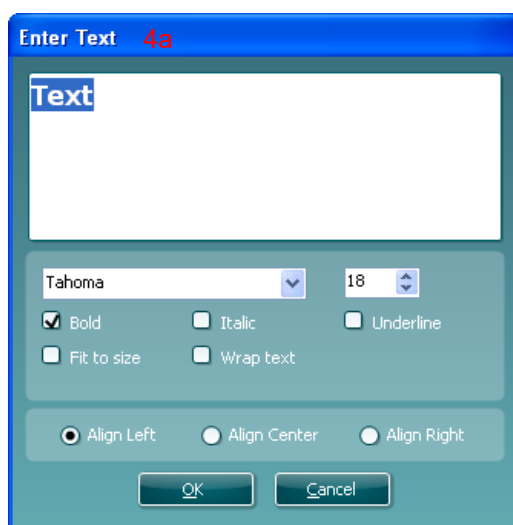 Enter Text 4a
Text
Tahoma 18
Bold Italic Underline
Fit to size Wrap text
Align Left Align Center Align Right
OK Cancel